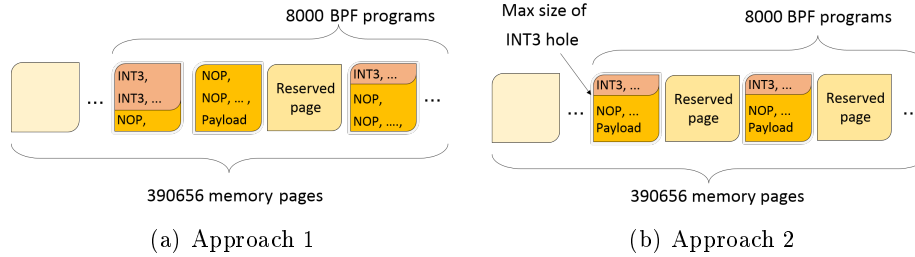 8000 BPF programs
INT3,
INT3, ...
NOP,
NOP,
NOP, ... ,
Payload
Reserved
page
INT3, ...
NOP,
NOP, ....,
...
...
390656 memory pages
(a) Approach 1
Max size of
INT3 hole
8000 BPF programs
INT3, ...
NOP, ...
Payload
Reserved
page
INT3, ...
NOP, ...
Payload
Reserved
page
...
...
390656 memory pages
(b) Approach 2